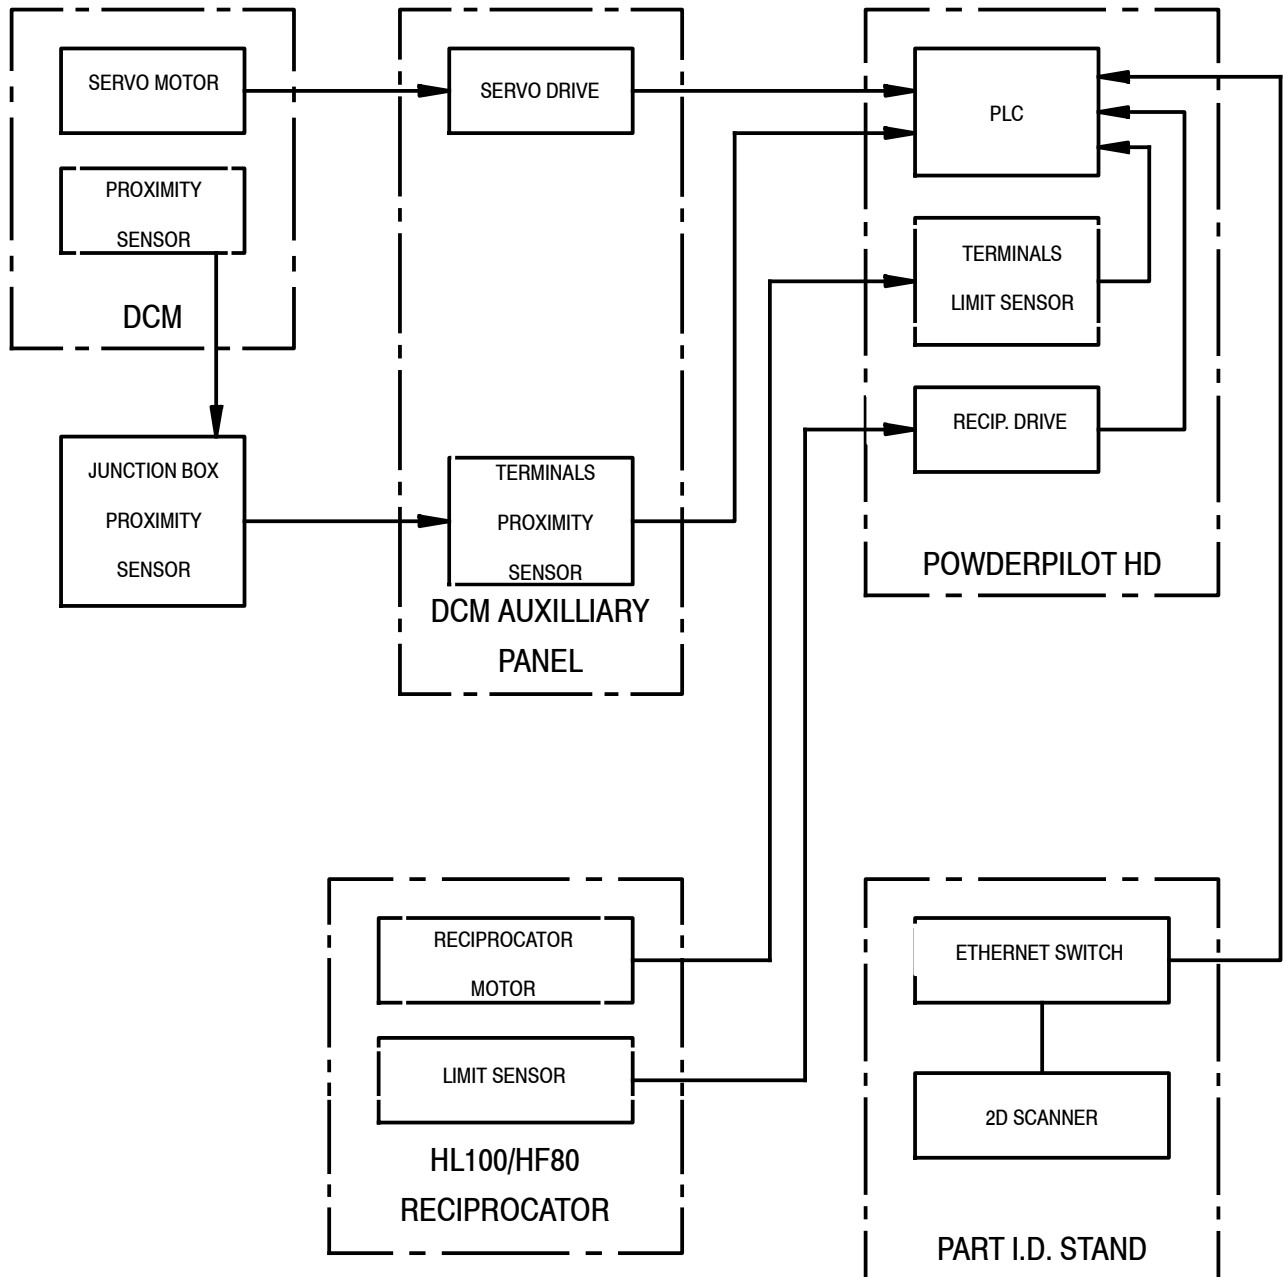 SERVO MOTOR
PROXIMITY
SENSOR
DCM
JUNCTION BOX
PROXIMITY
SENSOR
SERVO DRIVE
TERMINALS
PROXIMITY
SENSOR
DCM AUXILLIARY
PANEL
PLC
TERMINALS
LIMIT SENSOR
RECIP. DRIVE
POWDERPILOT HD
RECIPROCATOR
MOTOR
LIMIT SENSOR
HL100/HF80
RECIPROCATOR
ETHERNET SWITCH
2D SCANNER
PART I.D. STAND